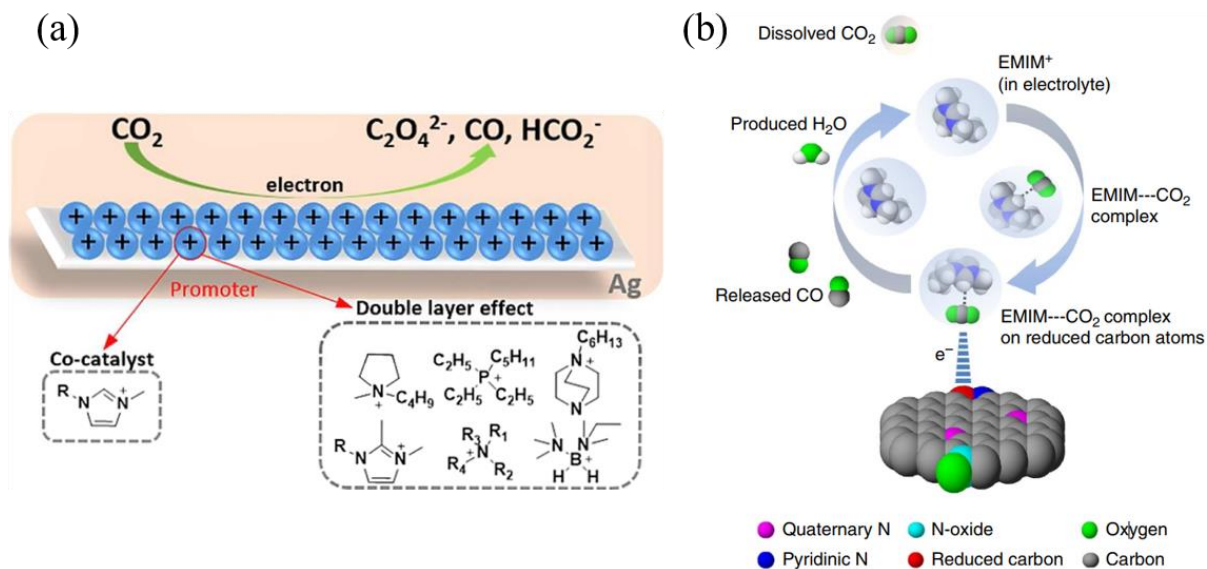 (a)
CO2
C2O4 2-, CO, HCO2-
electron
+ + + + + + + + + + + + + +
+ + + + + + + + + + + + + +
Promoter
Ag
Double layer effect
Co-catalyst
R N + N
N + C4H9
C2H5 P + C5H11
C2H5 C2H5
C6H13
N +
N
R N + N
R3 R1
N +
R4 R2
N N
B +
H H
(b)
Dissolved CO2
EMIM+
(in electrolyte)
Produced H2O
EMIM---CO2
complex
Released CO
EMIM---CO2 complex
on reduced carbon atoms
e−
Quaternary N
N-oxide
Oxygen
Pyridinic N
Reduced carbon
Carbon